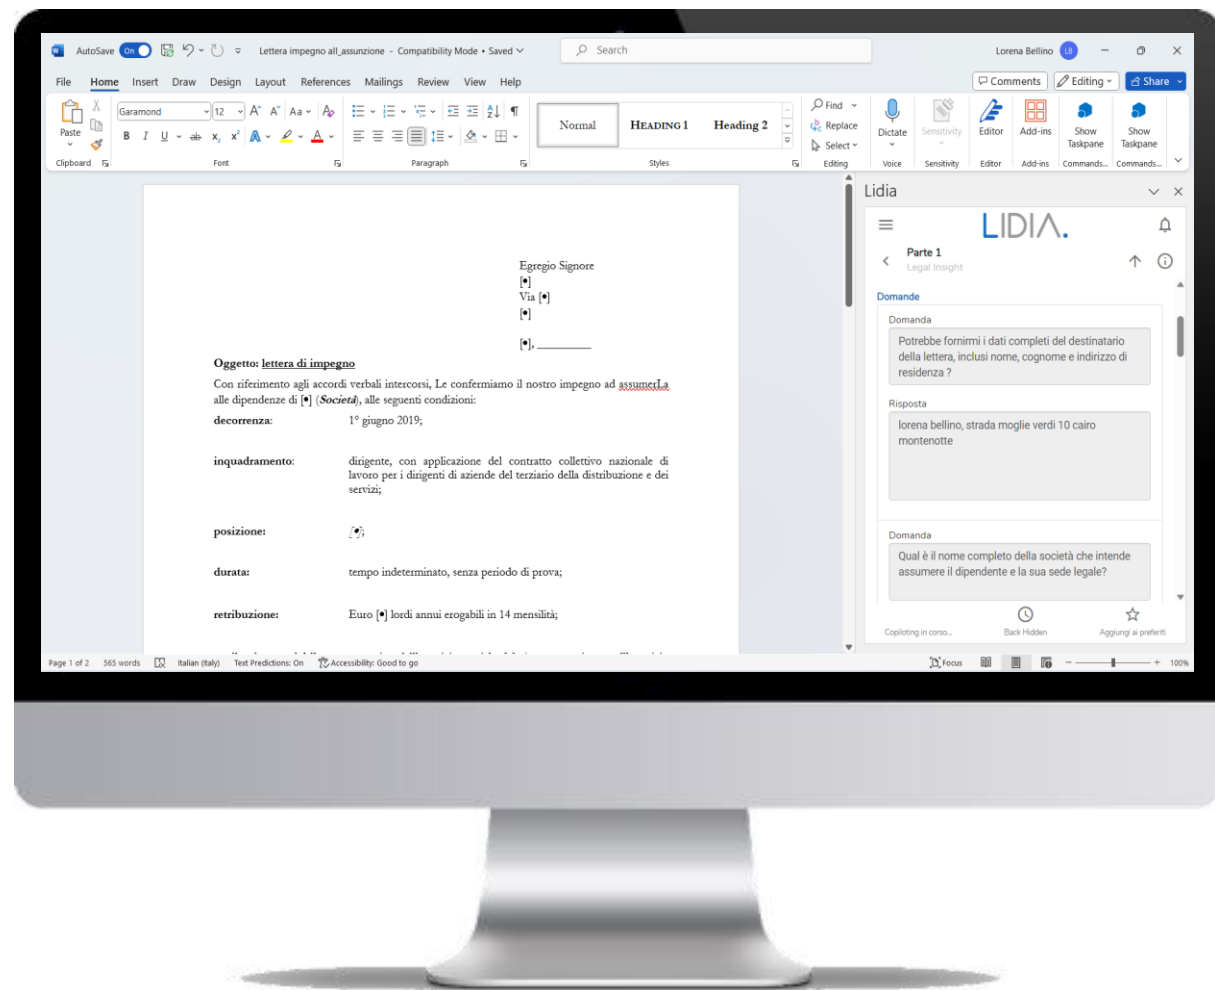 AutoSave On Lettera impegno all_assunzione - Compatibility Mode • Saved Search Lorena Bellino LB
File Home Insert Draw Design Layout References Mailings Review View Help Comments Editing Share
Garamond 12 A^ A˅ Aa A
Paste B I U ab x₂ x² A A
Normal HEADING 1 Heading 2
Find
Replace
Select
Dictate Sensitivity Editor Add-ins Show Taskpane Show Taskpane
Clipboard Font Paragraph Styles Editing Voice Sensitivity Editor Add-ins Commands... Commands...
Egregio Signore
[•]
Via [•]
[•]
[•], __________
Oggetto: lettera di impegno
Con riferimento agli accordi verbali intercorsi, Le confermiamo il nostro impegno ad assumerLa
alle dipendenze di [•] (Società), alle seguenti condizioni:
decorrenza: 1° giugno 2019;
inquadramento: dirigente, con applicazione del contratto collettivo nazionale di
lavoro per i dirigenti di aziende del terziario della distribuzione e dei
servizi;
posizione: [•];
durata: tempo indeterminato, senza periodo di prova;
retribuzione: Euro [•] lordi annui erogabili in 14 mensilità;
Lidia
LIDIA.
Parte 1
Legal Insight
Domande
Domanda
Potrebbe fornirmi i dati completi del destinatario
della lettera, inclusi nome, cognome e indirizzo di
residenza ?
Risposta
lorena bellino, strada moglie verdi 10 cairo
montenotte
Domanda
Qual è il nome completo della società che intende
assumere il dipendente e la sua sede legale?
Copiloting in corso... Back Hidden Aggiungi ai preferiti
Page 1 of 2 565 words Italian (Italy) Text Predictions: On Accessibility: Good to go Focus 100%